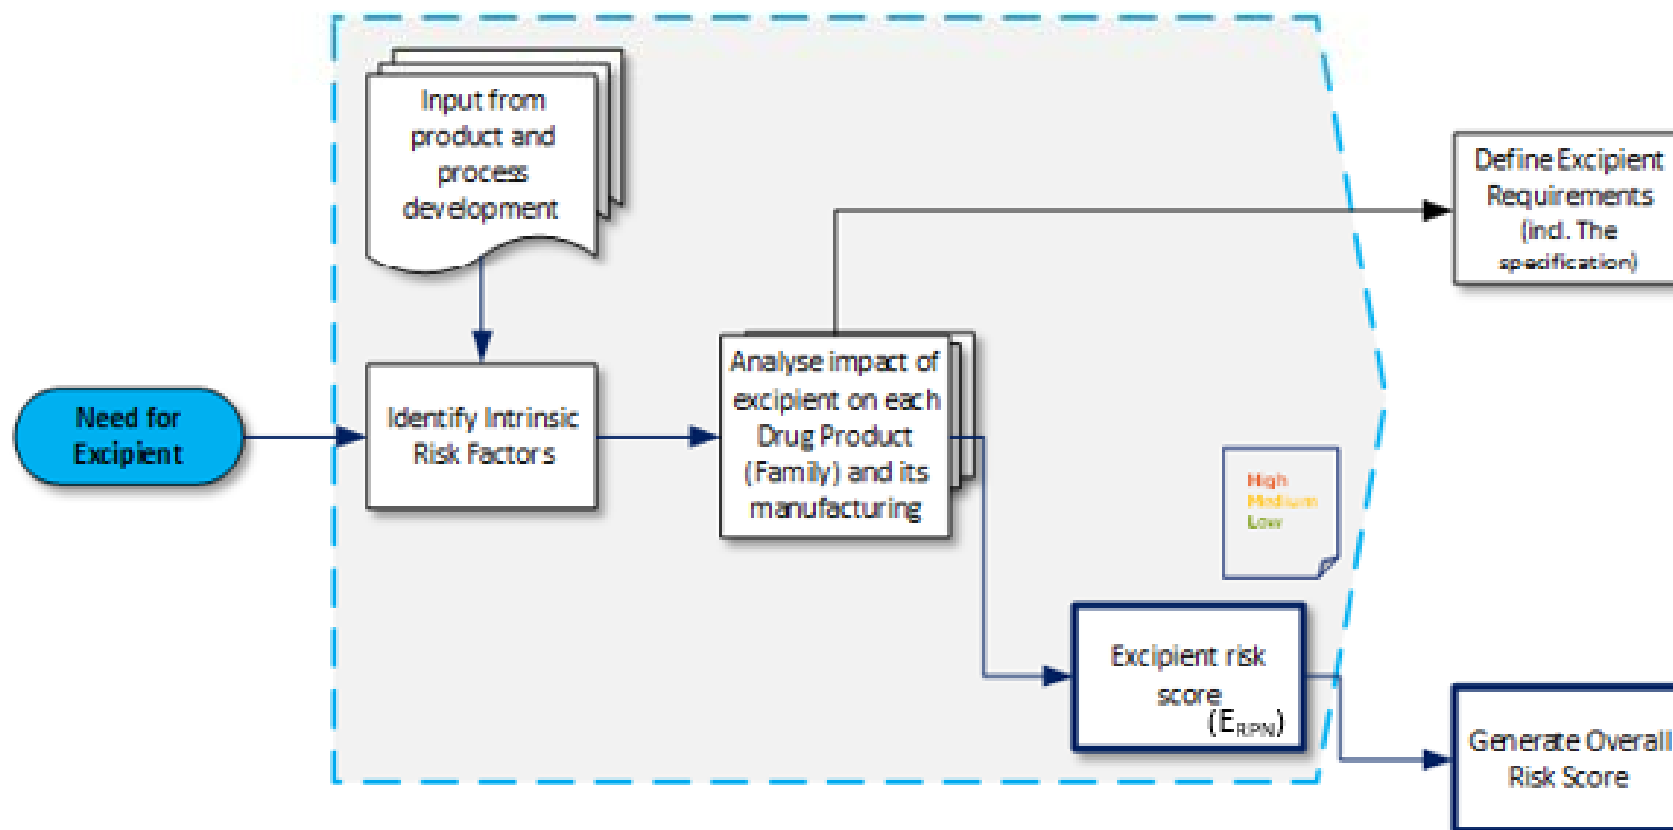 Input from
product and
process
development
Define Excipient
Requirements
(incl. The
specification)
Need for
Excipient
Identify Intrinsic
Risk Factors
Analyse impact of
excipient on each
Drug Product
(Family) and its
manufacturing
High
Medium
Low
Excipient risk
score
(ERPN)
Generate Overall
Risk Score